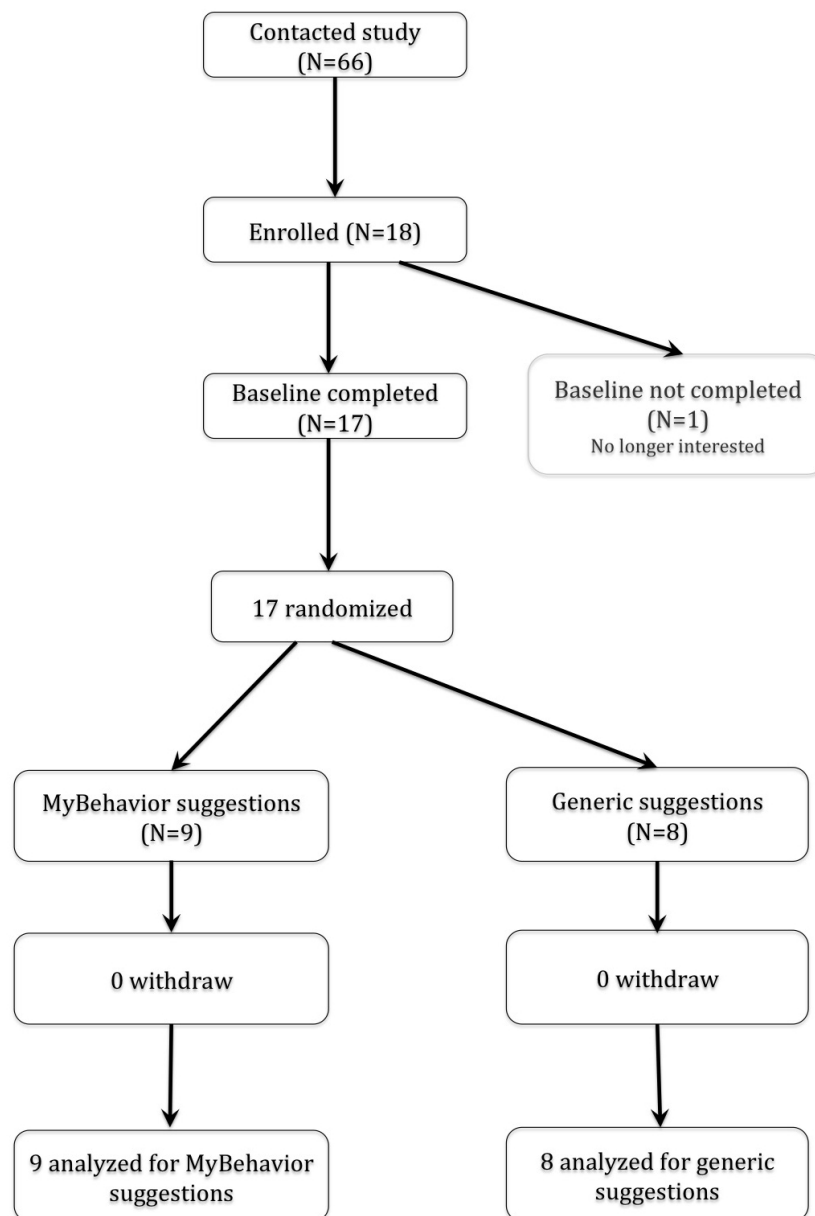 Contacted study
(N=66)
Enrolled (N=18)
Baseline completed
(N=17)
Baseline not completed
(N=1)
No longer interested
17 randomized
MyBehavior suggestions
(N=9)
Generic suggestions
(N=8)
0 withdraw
0 withdraw
9 analyzed for MyBehavior
suggestions
8 analyzed for generic
suggestions